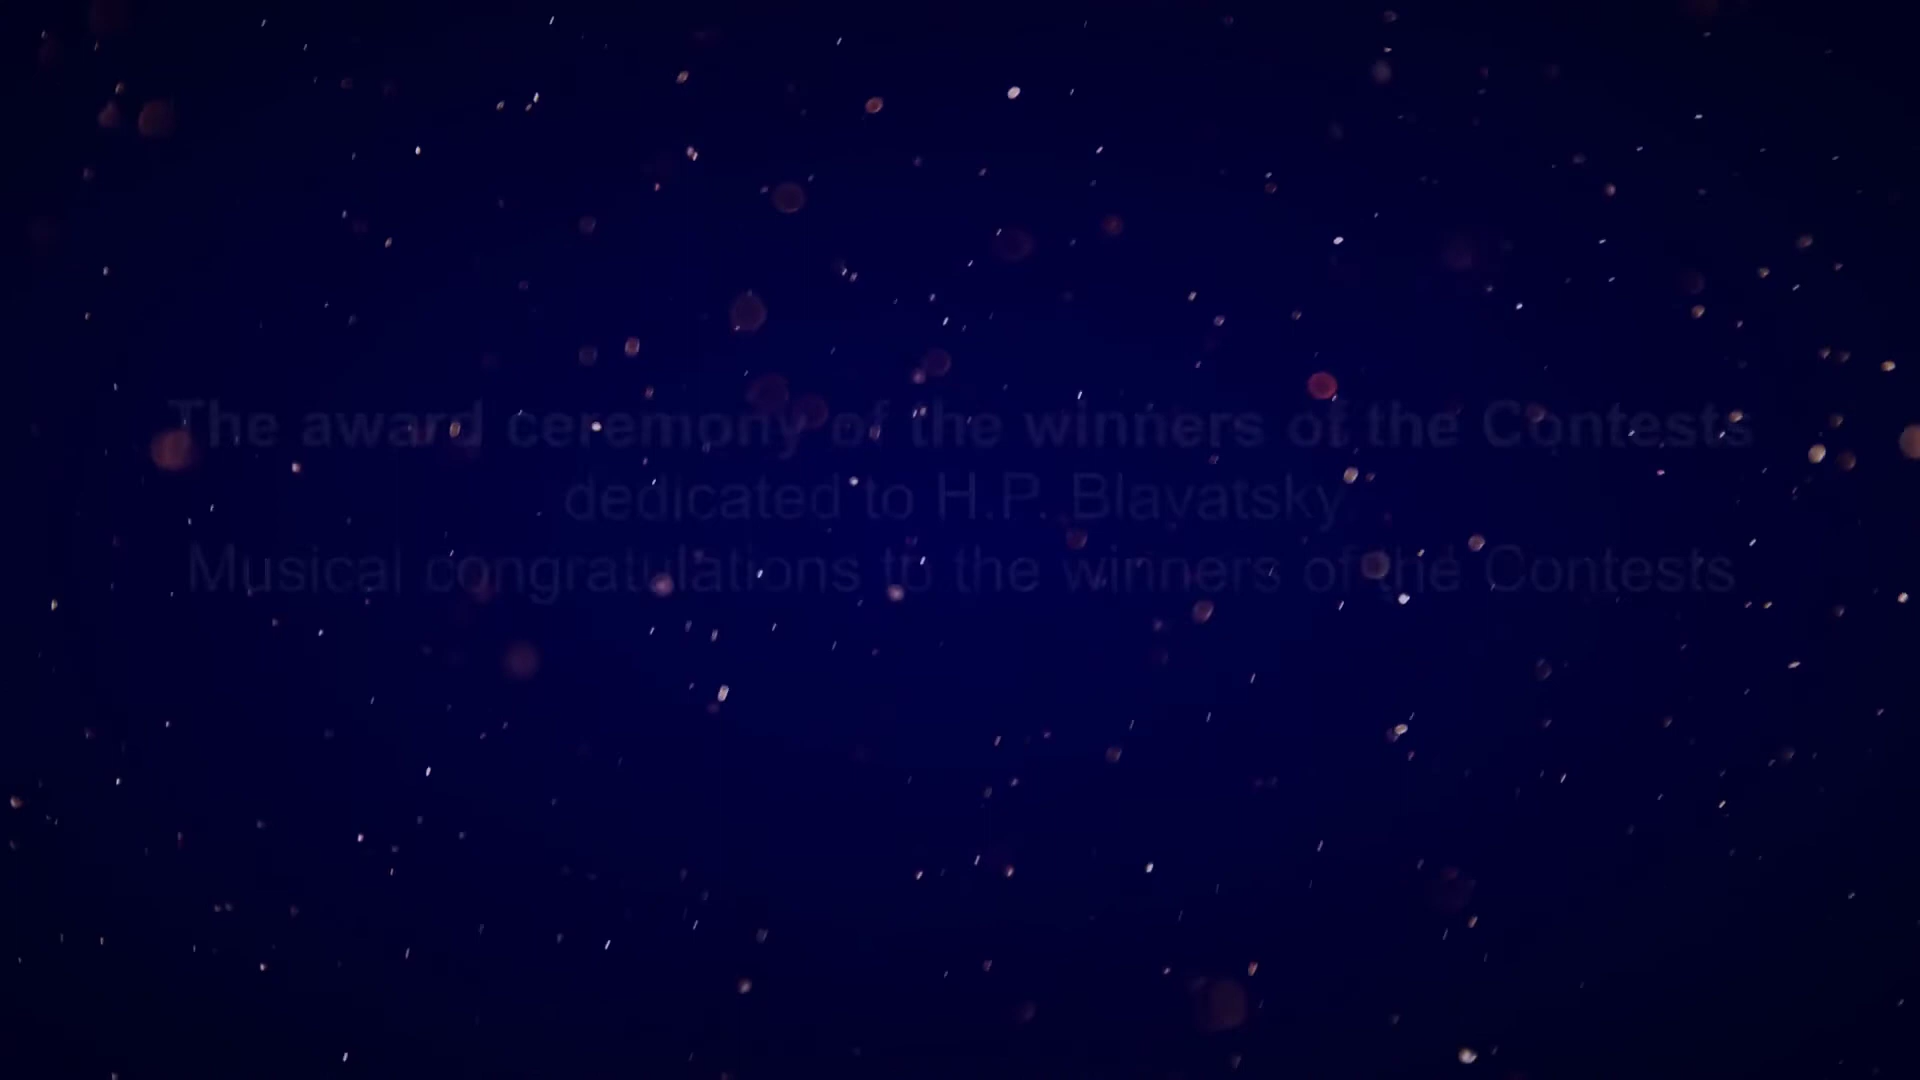 The award ceremony of the winners of the Contests
dedicated to H.P. Blavatsky
Musical congratulations to the winners of the Contests